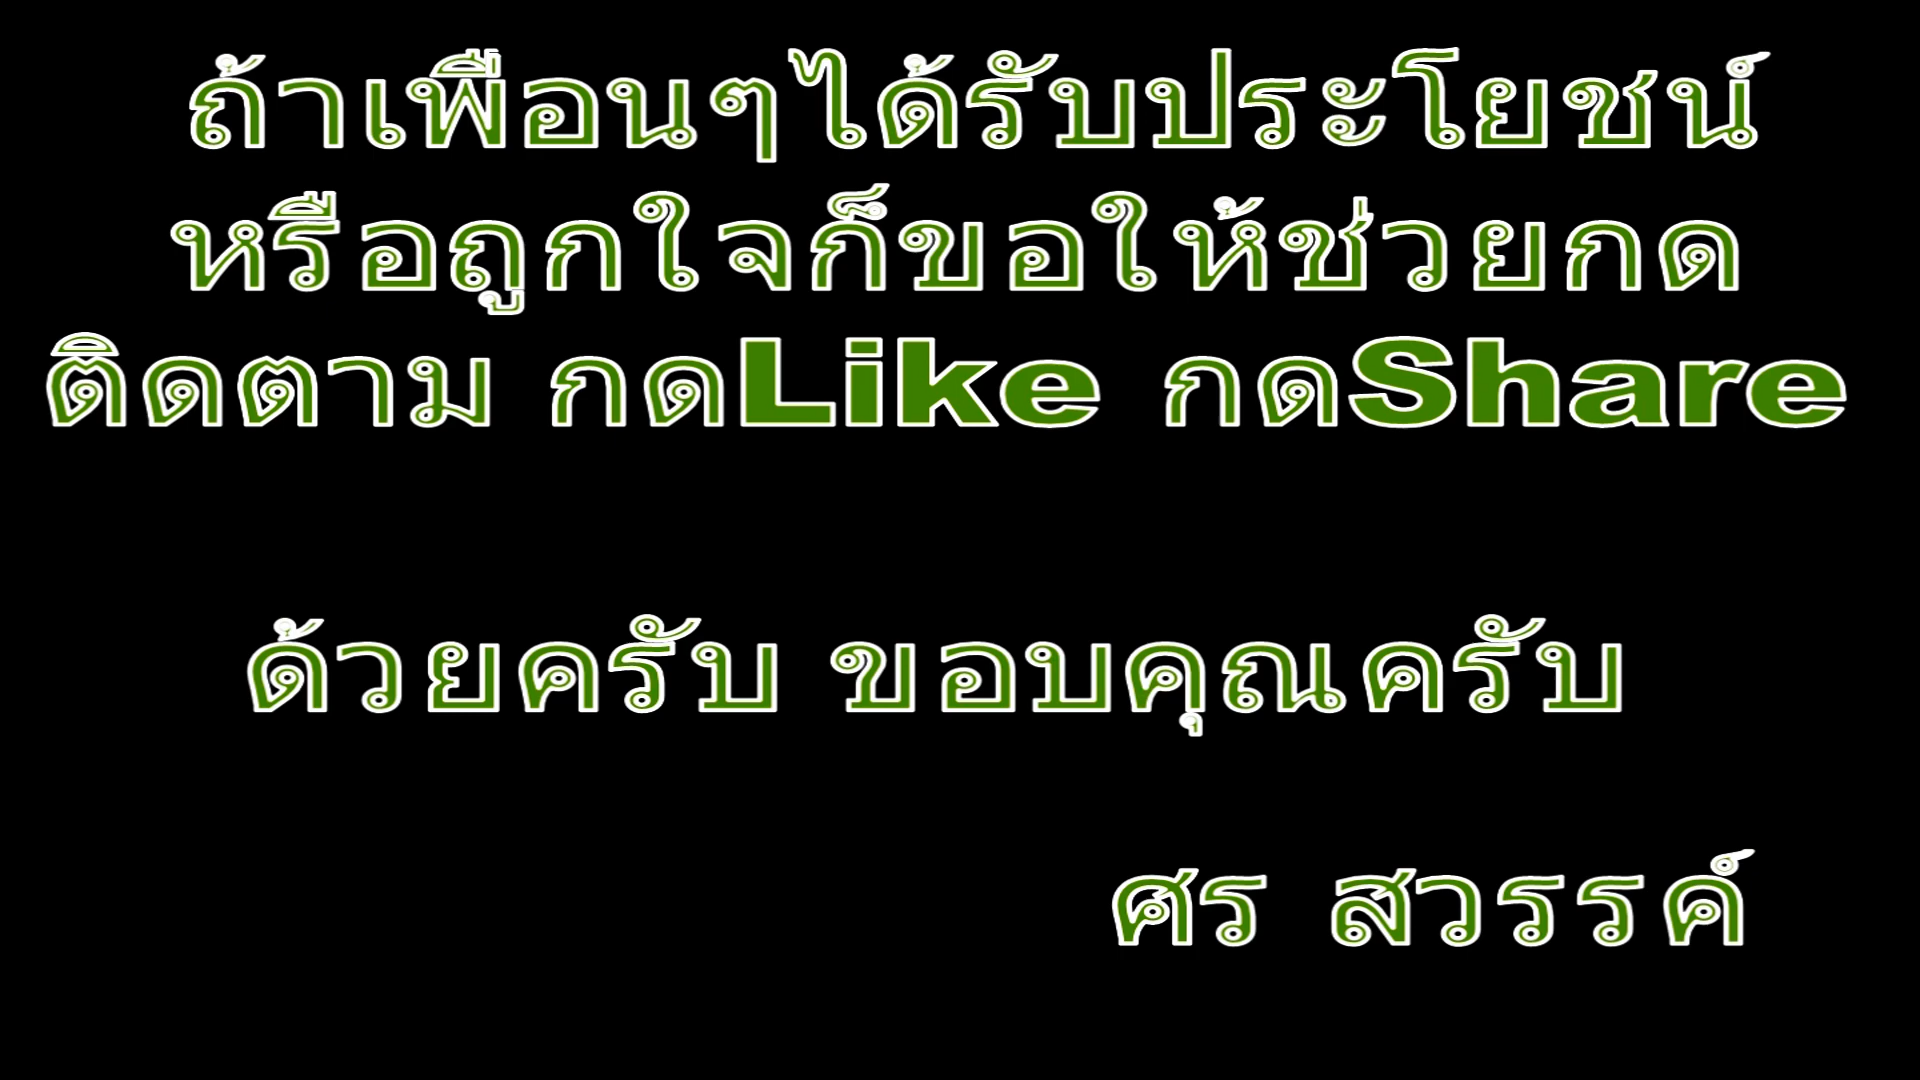 ถ้าเพื่อนๆได้รับประโยชน์
หรือถูกใจก็ขอให้ช่วยกด
ติดตาม กดLike กดShare
ด้วยครับ ขอบคุณครับ
ศร สวรรค์